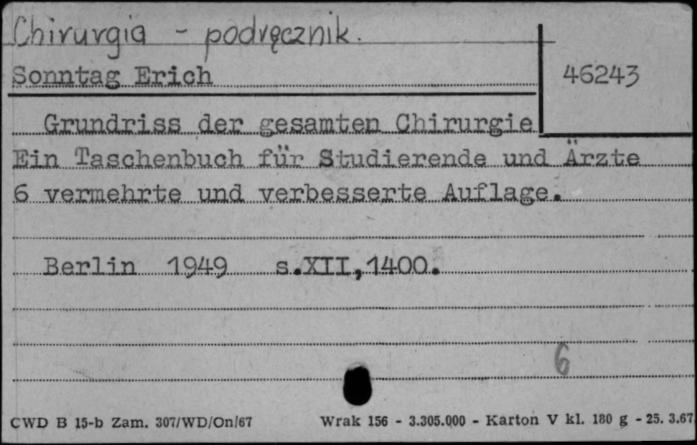 Chirurgia - podręcznik.
Sonntag Erich
46243
Grundriss der gesamten Chirurgie
Ein Taschenbuch für Studierende und Ärzte
6 vermehrte und verbesserte Auflage.
Berlin 1949 s.XII,1400.
6
CWD B 15-b Zam. 307/WD/On/67 Wrak 156 - 3.305.000 - Karton V kl. 180 g - 25. 3.67